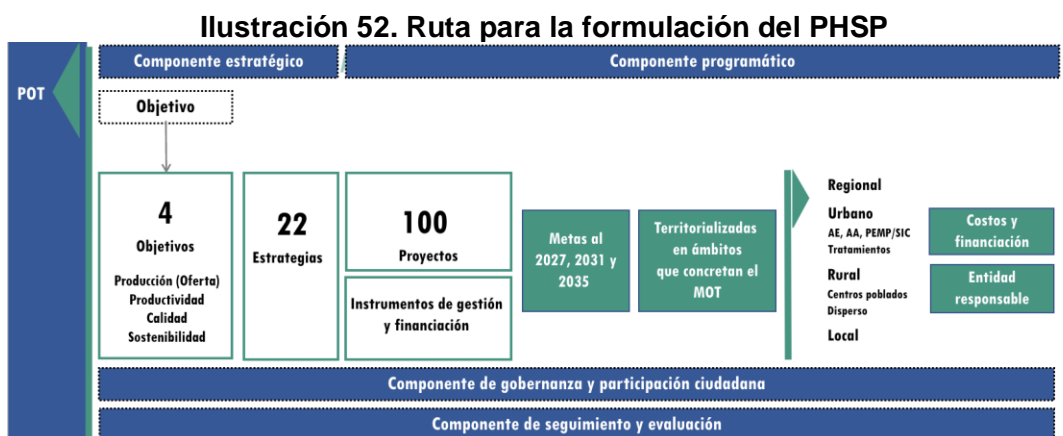 Ilustración 52. Ruta para la formulación del PHSP
Componente estratégico
Componente programático
POT
Objetivo
4
Objetivos
Producción (Oferta)
Productividad
Calidad
Sostenibilidad
22
Estrategias
100
Proyectos
Instrumentos de gestión
y financiación
Metas al
2027, 2031 y
2035
Territorializadas
en ámbitos
que concretan el
MOT
Regional
Urbano
AE, AA, PEMP/SIC
Tratamientos
Rural
Centros poblados
Disperso
Local
Costos y
financiación
Entidad
responsable
Componente de gobernanza y participación ciudadana
Componente de seguimiento y evaluación